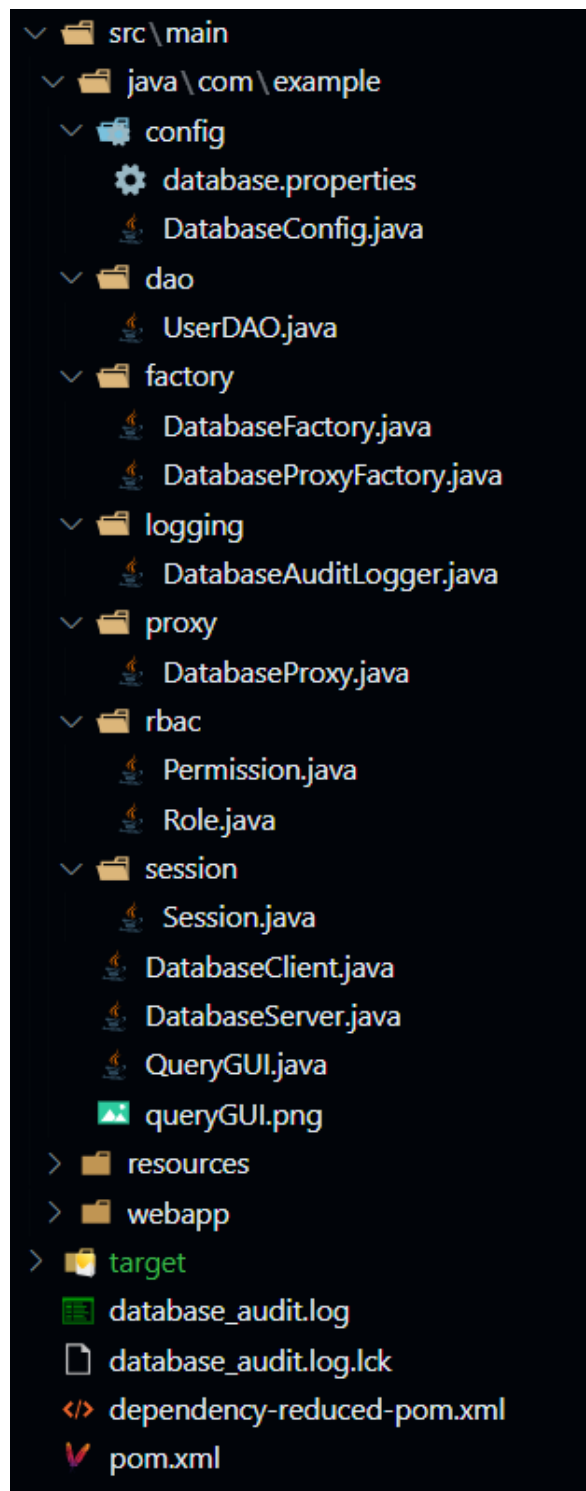 src\main
java\com\example
config
database.properties
DatabaseConfig.java
dao
UserDAO.java
factory
DatabaseFactory.java
DatabaseProxyFactory.java
logging
DatabaseAuditLogger.java
proxy
DatabaseProxy.java
rbac
Permission.java
Role.java
session
Session.java
DatabaseClient.java
DatabaseServer.java
QueryGUI.java
queryGUI.png
resources
webapp
target
database_audit.log
database_audit.log.lck
dependency-reduced-pom.xml
pom.xml